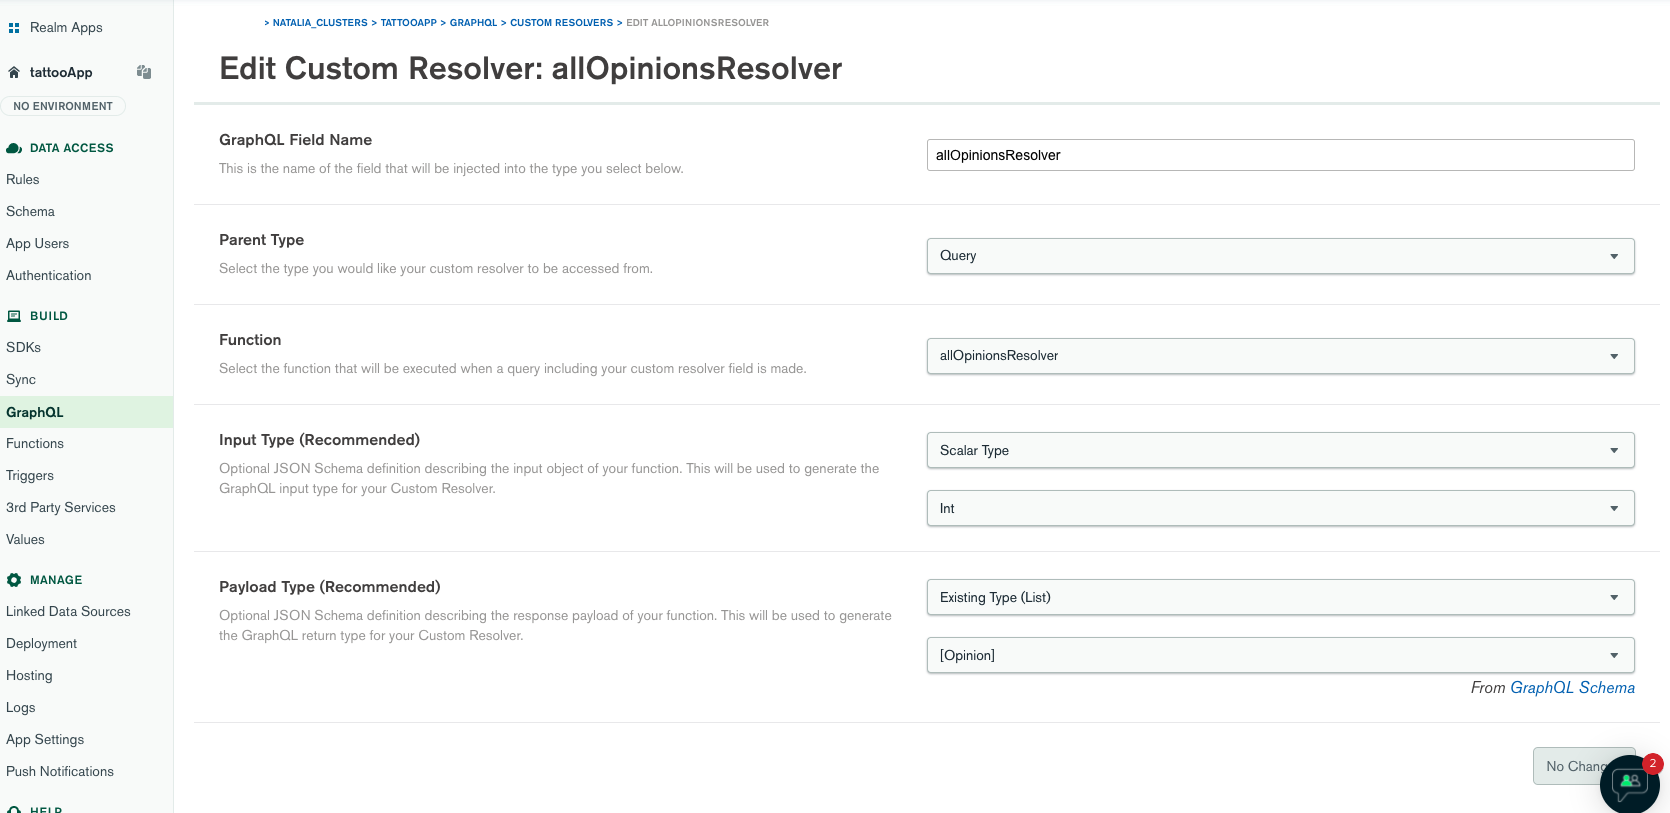 Realm Apps
tattooApp
NO ENVIRONMENT
DATA ACCESS
Rules
Schema
App Users
Authentication
BUILD
SDKs
Sync
GraphQL
Functions
Triggers
3rd Party Services
Values
MANAGE
Linked Data Sources
Deployment
Hosting
Logs
App Settings
Push Notifications
HELP
> NATALIA_CLUSTERS > TATTOOAPP > GRAPHQL > CUSTOM RESOLVERS > EDIT ALLOPINIONSRESOLVER
Edit Custom Resolver: allOpinionsResolver
GraphQL Field Name
This is the name of the field that will be injected into the type you select below.
allOpinionsResolver
Parent Type
Select the type you would like your custom resolver to be accessed from.
Query
Function
Select the function that will be executed when a query including your custom resolver field is made.
allOpinionsResolver
Input Type (Recommended)
Optional JSON Schema definition describing the input object of your function. This will be used to generate the
GraphQL input type for your Custom Resolver.
Scalar Type
Int
Payload Type (Recommended)
Optional JSON Schema definition describing the response payload of your function. This will be used to generate
the GraphQL return type for your Custom Resolver.
Existing Type (List)
[Opinion]
From GraphQL Schema
No Chang
2